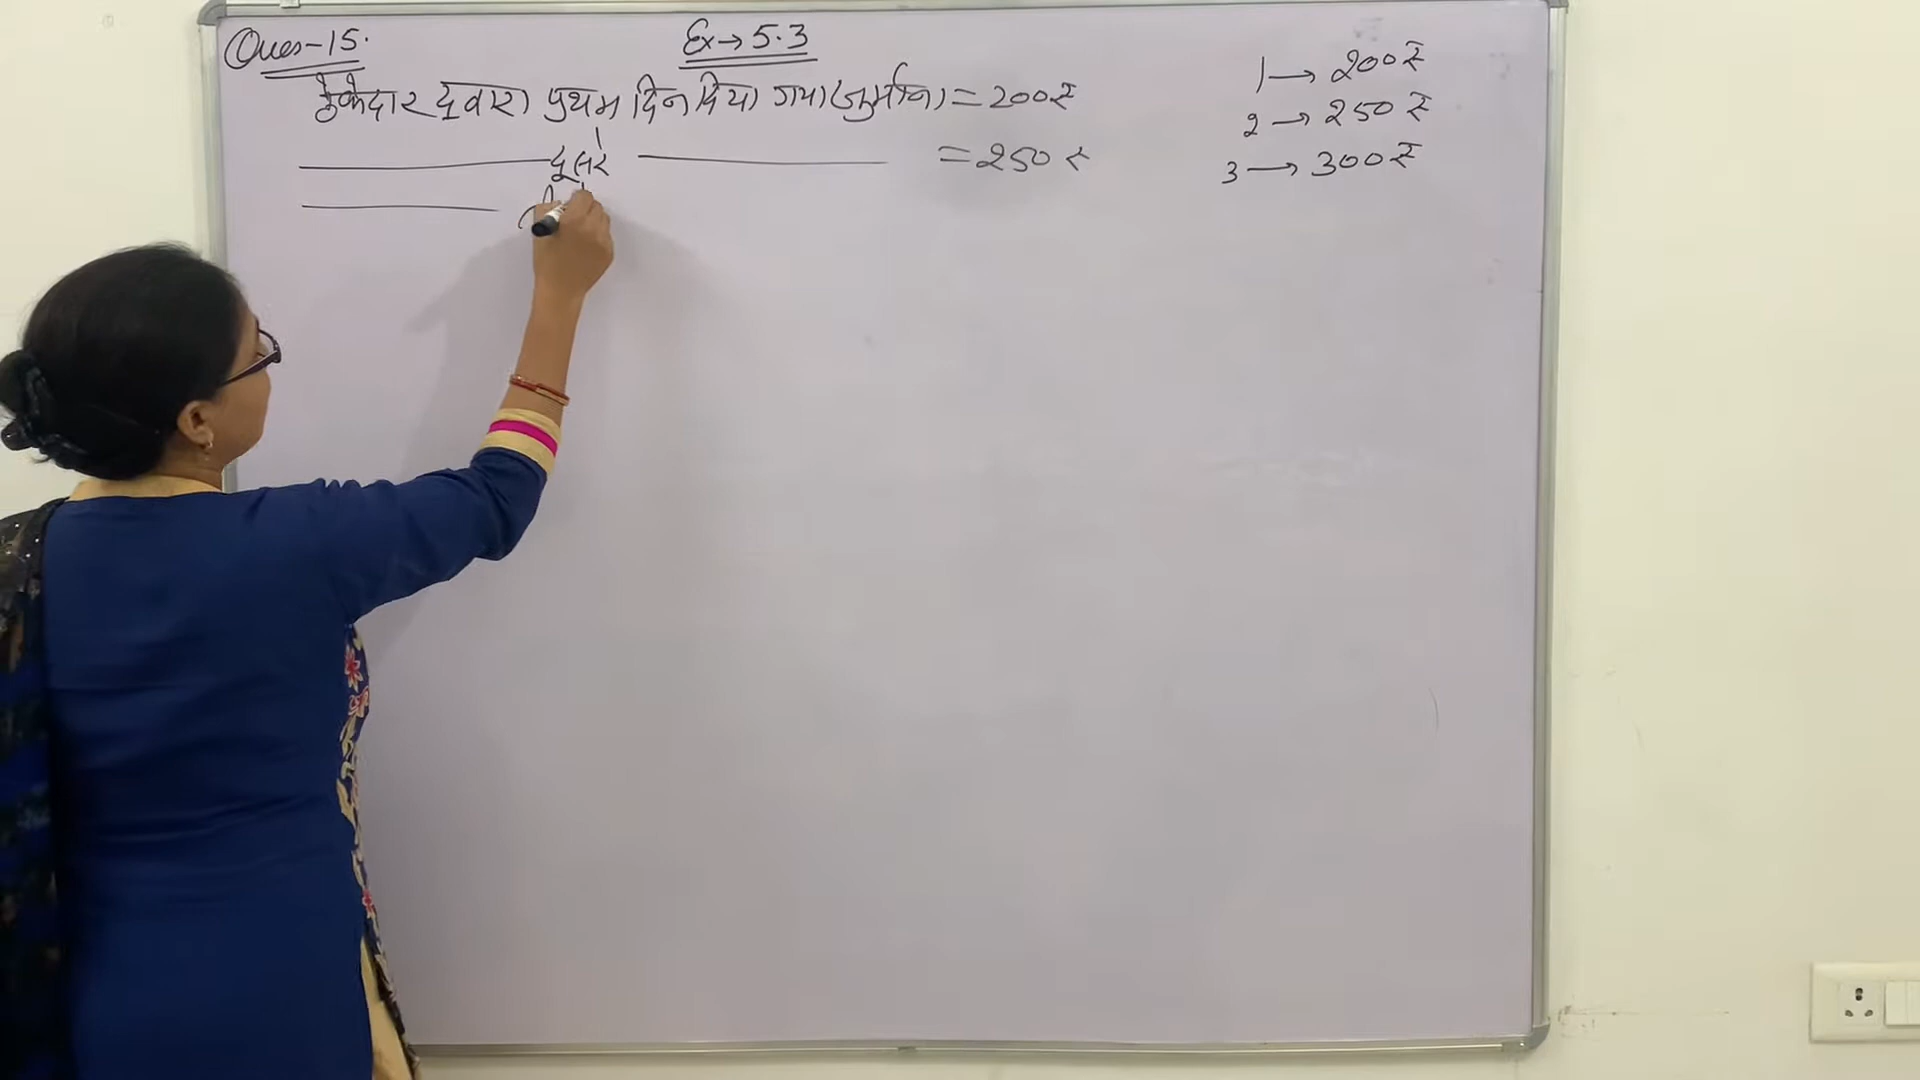 Ques-15.
Ex→ 5.3
ठेकेदार द्वारा प्रथम दिन दिया गया (जुर्माना) = 200₹
दूसरे = 250 ₹
1 → 200₹
2 → 250 ₹
3 → 300₹